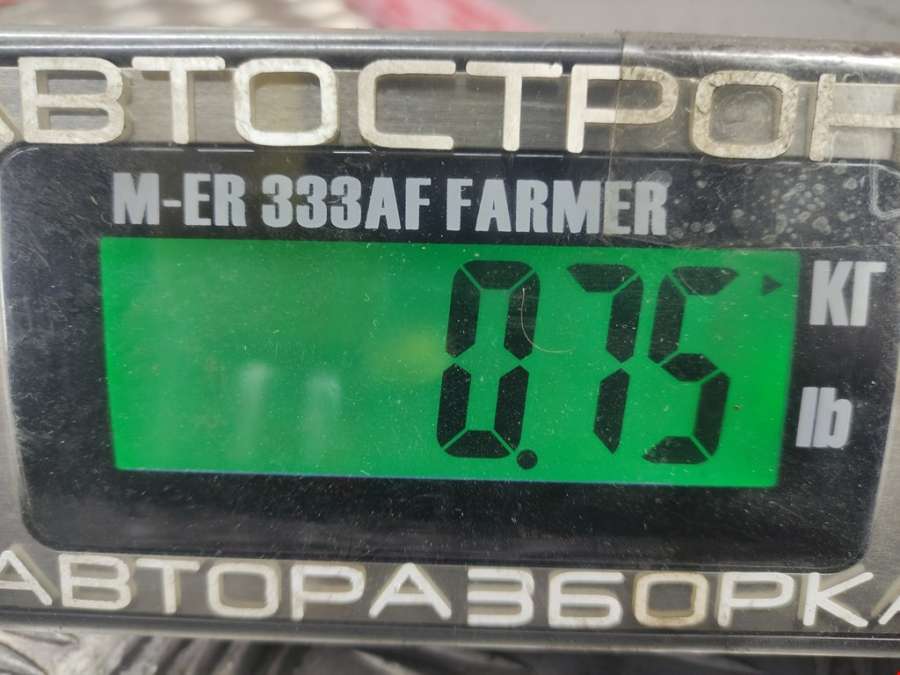 АВТОСТРОН
M-ER 333AF FARMER
0.75
КГ
lb
АВТОРАЗБОРКА